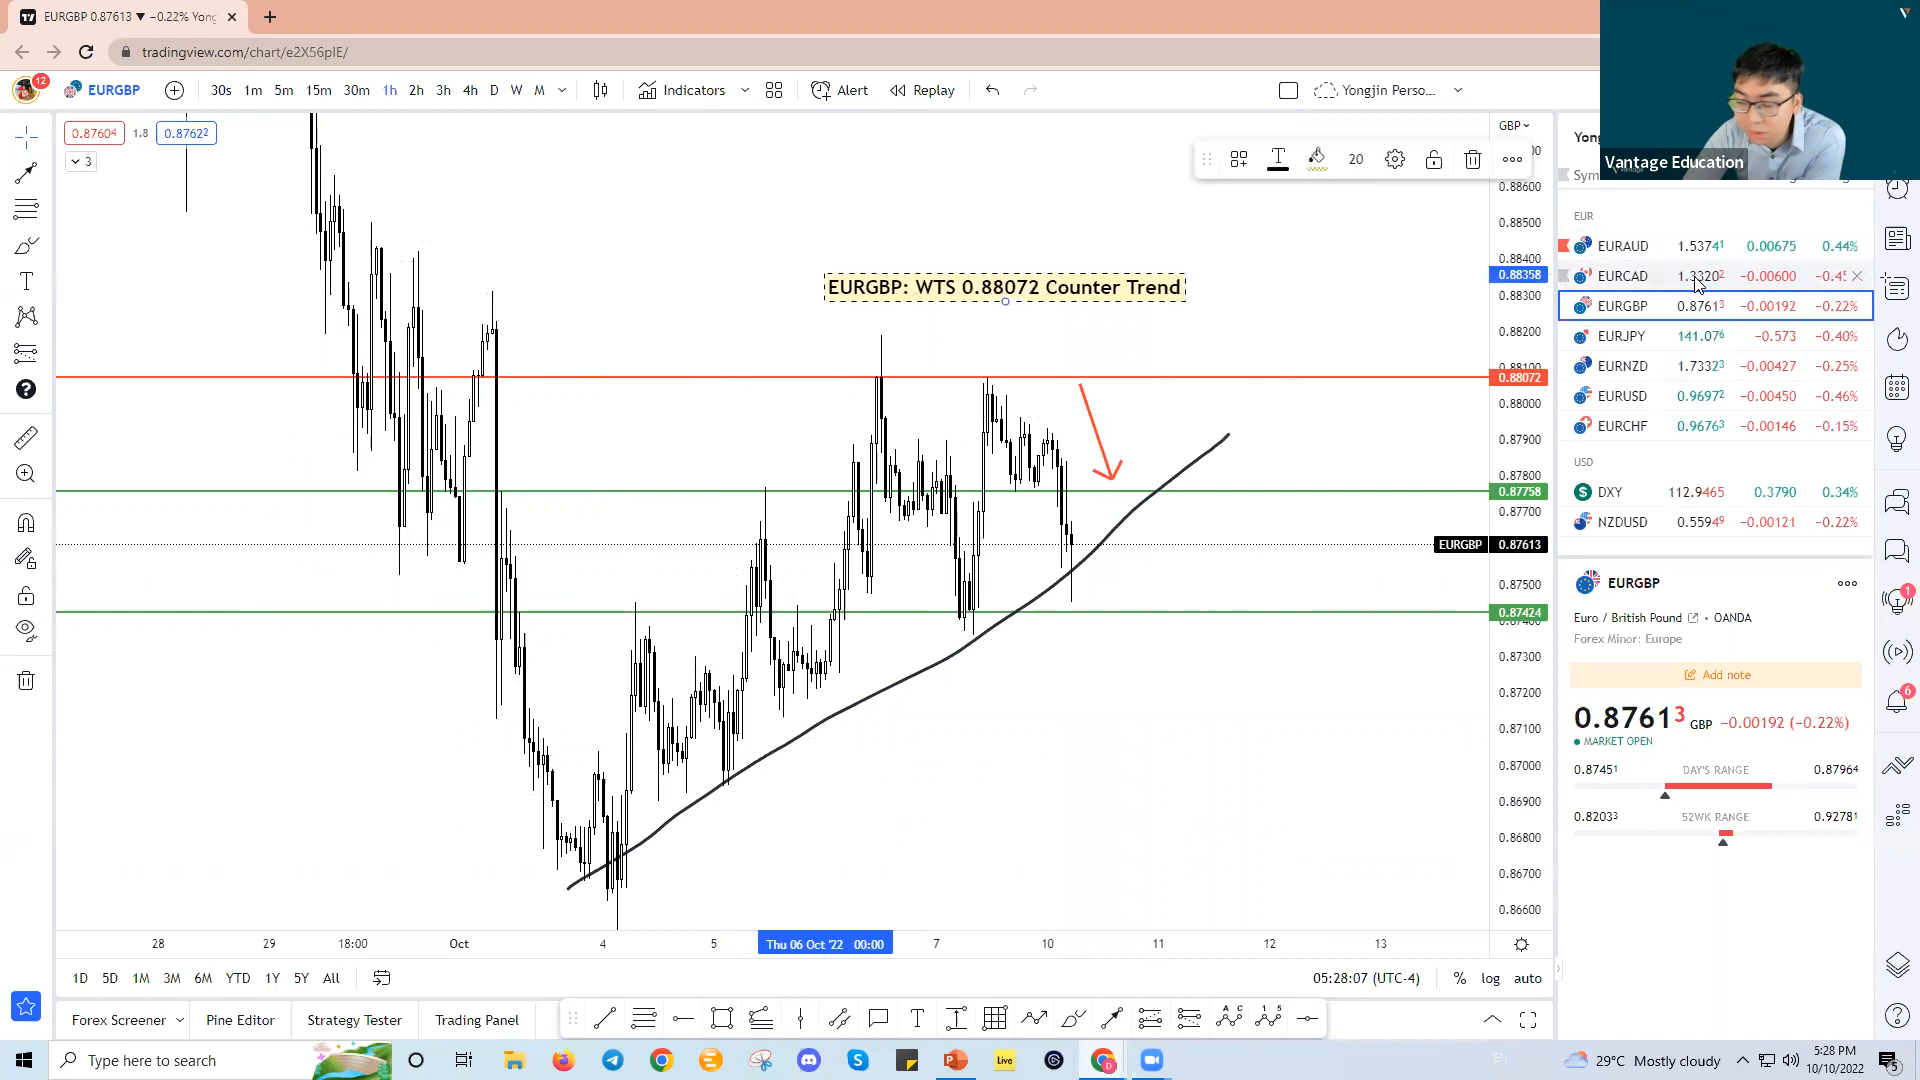 EURGBP 0.87613 ▼ −0.22% Yong
tradingview.com/chart/e2X56pIE/
12
EURGBP
30s 1m 5m 15m 30m 1h 2h 3h 4h D W M
Indicators
Alert
Replay
Yongjin Perso...
0.87604 1.8 0.87622
3
20
EURGBP: WTS 0.88072 Counter Trend
GBP
0.88600
0.88500
0.88400
0.88358
0.88300
0.88200
0.88072
0.88000
0.87900
0.87800
0.87758
0.87700
EURGBP 0.87613
0.87500
0.87424
0.87300
0.87200
0.87100
0.87000
0.86900
0.86800
0.86700
0.86600
28 29 18:00 Oct 4 5 Thu 06 Oct '22 00:00 7 10 11 12 13
1D 5D 1M 3M 6M YTD 1Y 5Y All
05:28:07 (UTC-4) % log auto
Forex Screener Pine Editor Strategy Tester Trading Panel
Vantage Education
EUR
EURAUD 1.53741 0.00675 0.44%
EURCAD 1.33202 −0.00600
EURGBP 0.87613 −0.00192 −0.22%
EURJPY 141.076 −0.573 −0.40%
EURNZD 1.73323 −0.00427 −0.25%
EURUSD 0.96972 −0.00450 −0.46%
EURCHF 0.96763 −0.00146 −0.15%
USD
DXY 112.9465 0.3790 0.34%
NZDUSD 0.55949 −0.00121 −0.22%
EURGBP
Euro / British Pound • OANDA
Forex Minor: Europe
Add note
0.87613 GBP −0.00192 (−0.22%)
MARKET OPEN
0.87451 DAY'S RANGE 0.87964
0.82033 52WK RANGE 0.92781
1
6
Type here to search
Live
29°C Mostly cloudy
5:28 PM
10/10/2022
5